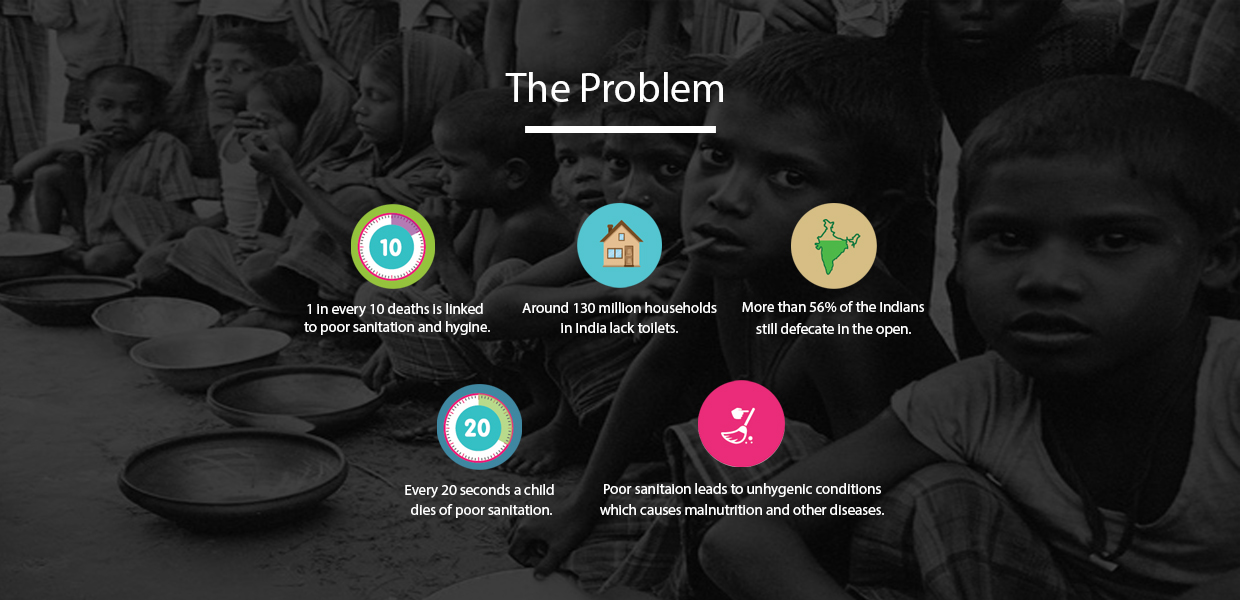 The Problem
10
1 in every 10 deaths is linked
to poor sanitation and hygine.
Around 130 million households
in India lack toilets.
More than 56% of the Indians
still defecate in the open.
20
Every 20 seconds a child
dies of poor sanitation.
Poor sanitaion leads to unhygenic conditions
which causes malnutrition and other diseases.